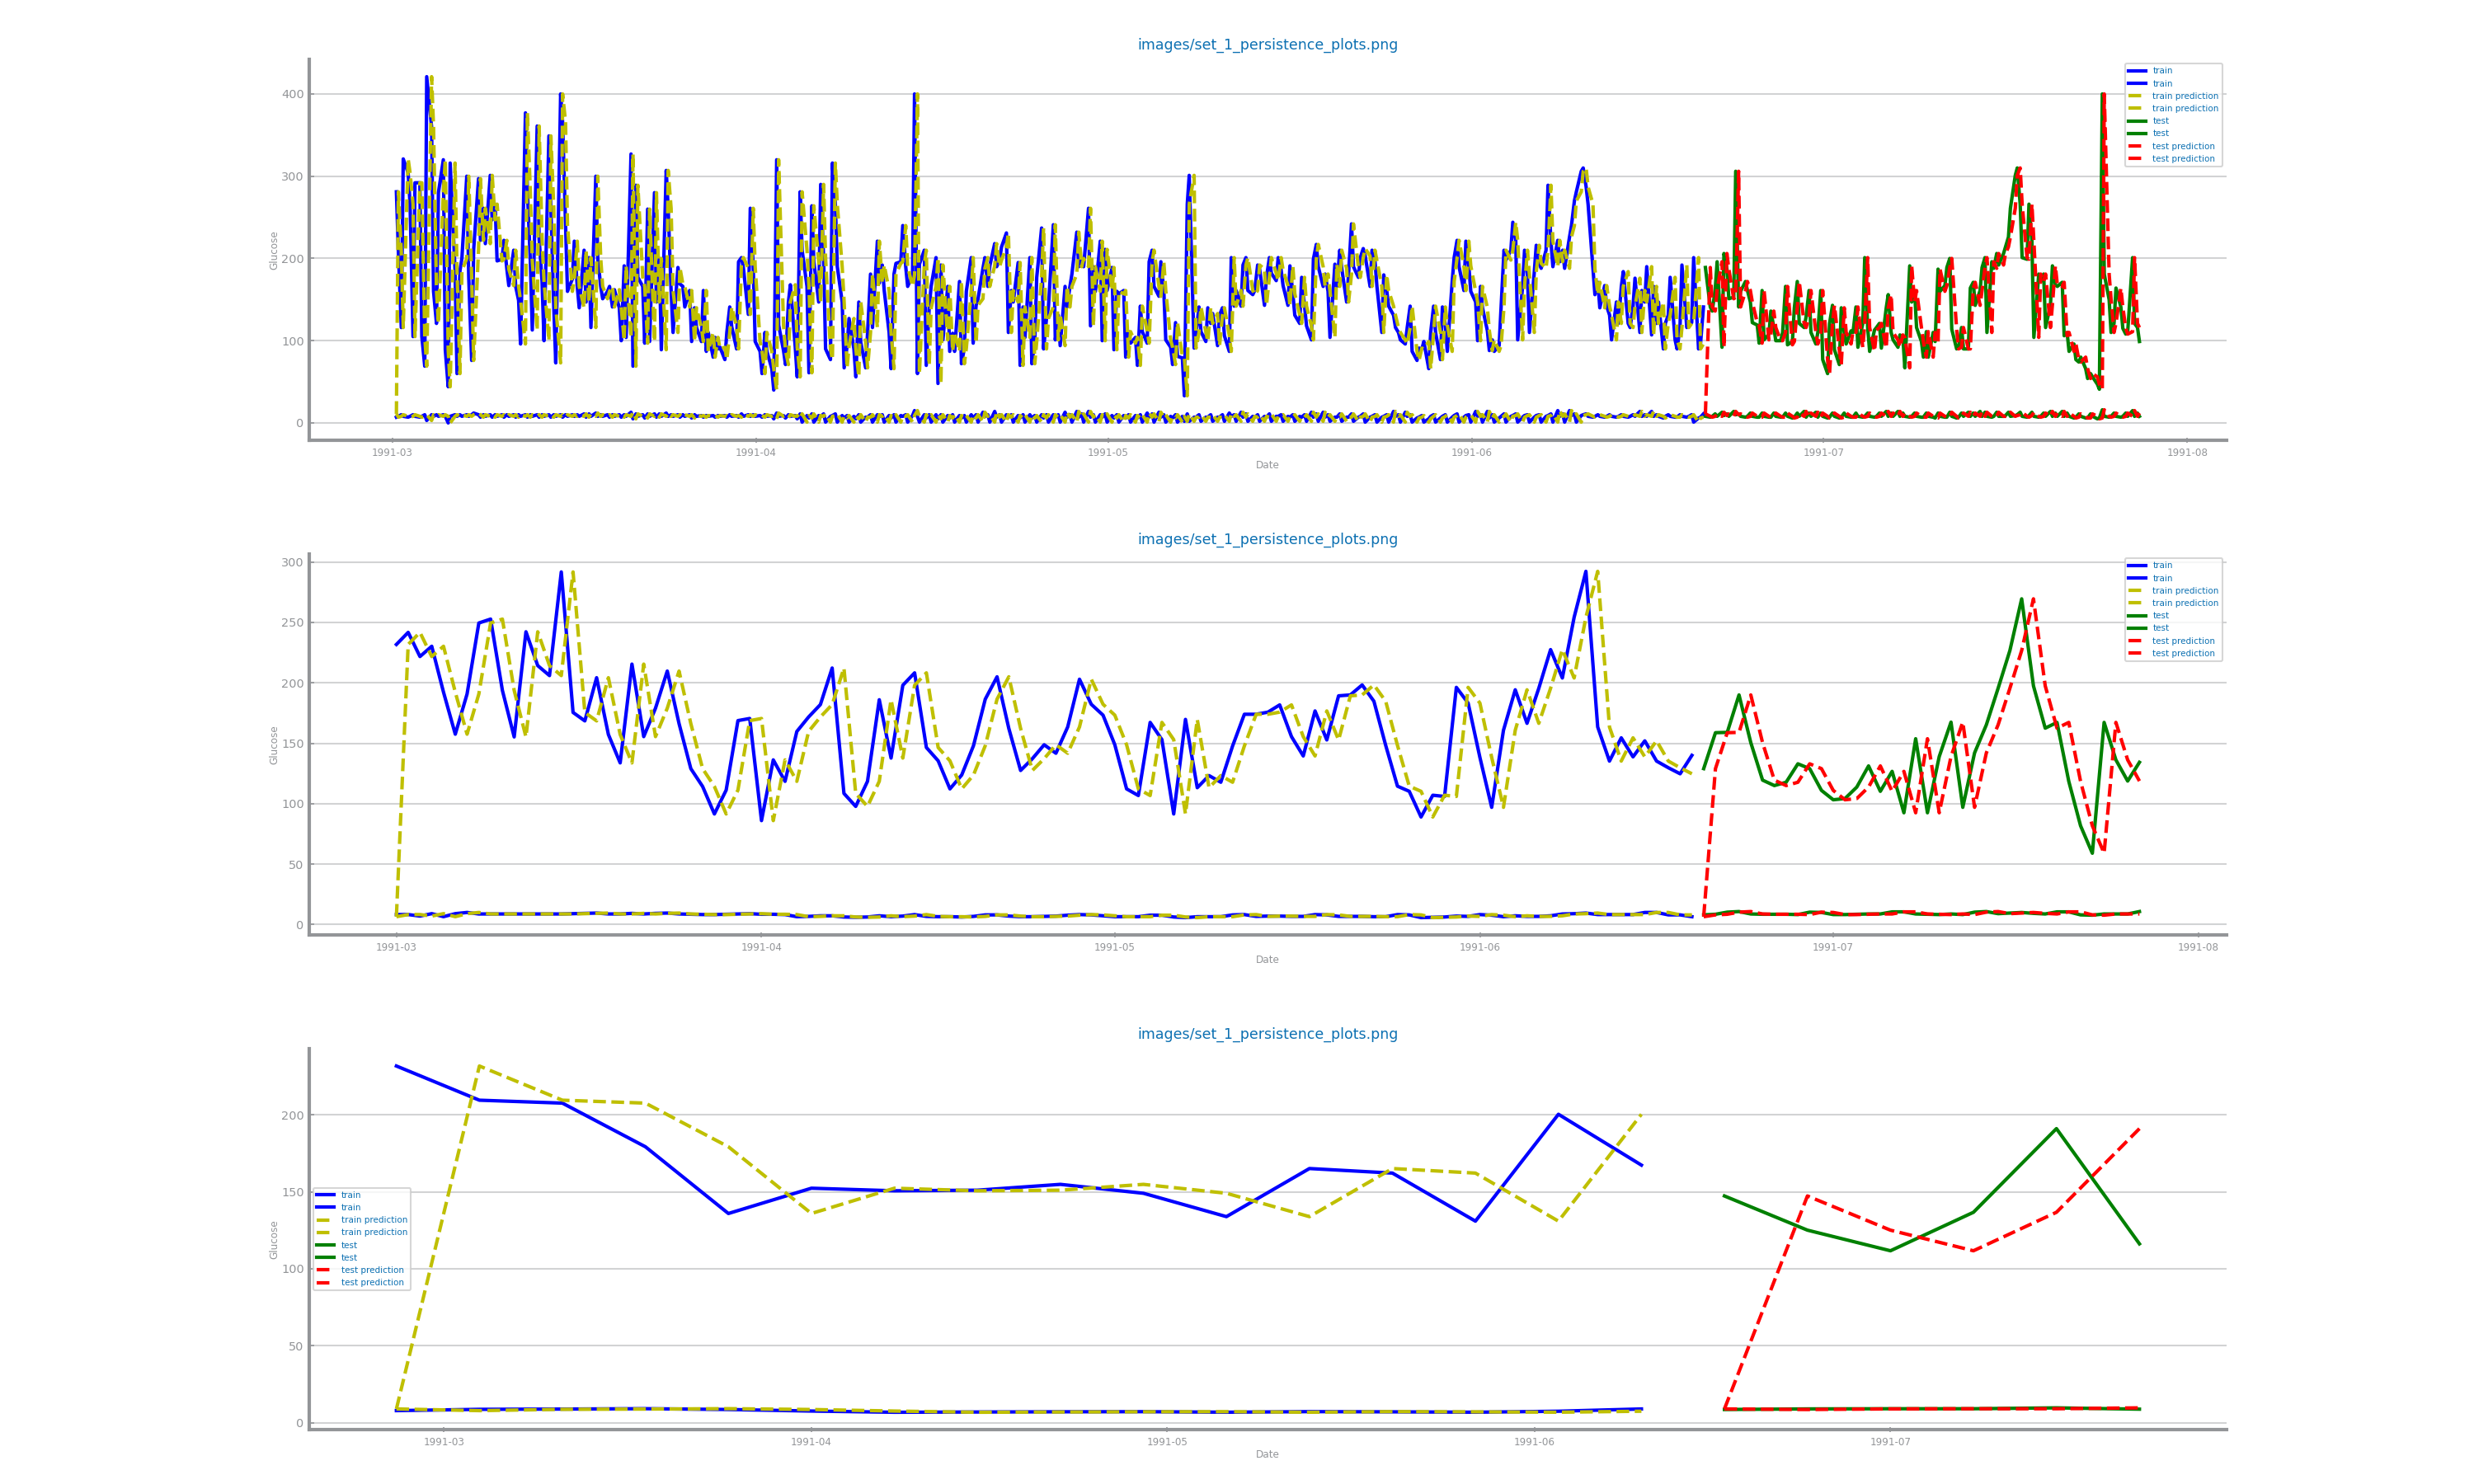 images/set_1_persistence_plots.png
400
300
200
100
0
Glucose
train
train
train prediction
train prediction
test
test
test prediction
test prediction
1991-03 1991-04 1991-05 1991-06 1991-07 1991-08
Date
images/set_1_persistence_plots.png
300
250
200
150
100
50
0
Glucose
train
train
train prediction
train prediction
test
test
test prediction
test prediction
1991-03 1991-04 1991-05 1991-06 1991-07 1991-08
Date
images/set_1_persistence_plots.png
200
150
100
50
0
Glucose
train
train
train prediction
train prediction
test
test
test prediction
test prediction
1991-03 1991-04 1991-05 1991-06 1991-07
Date